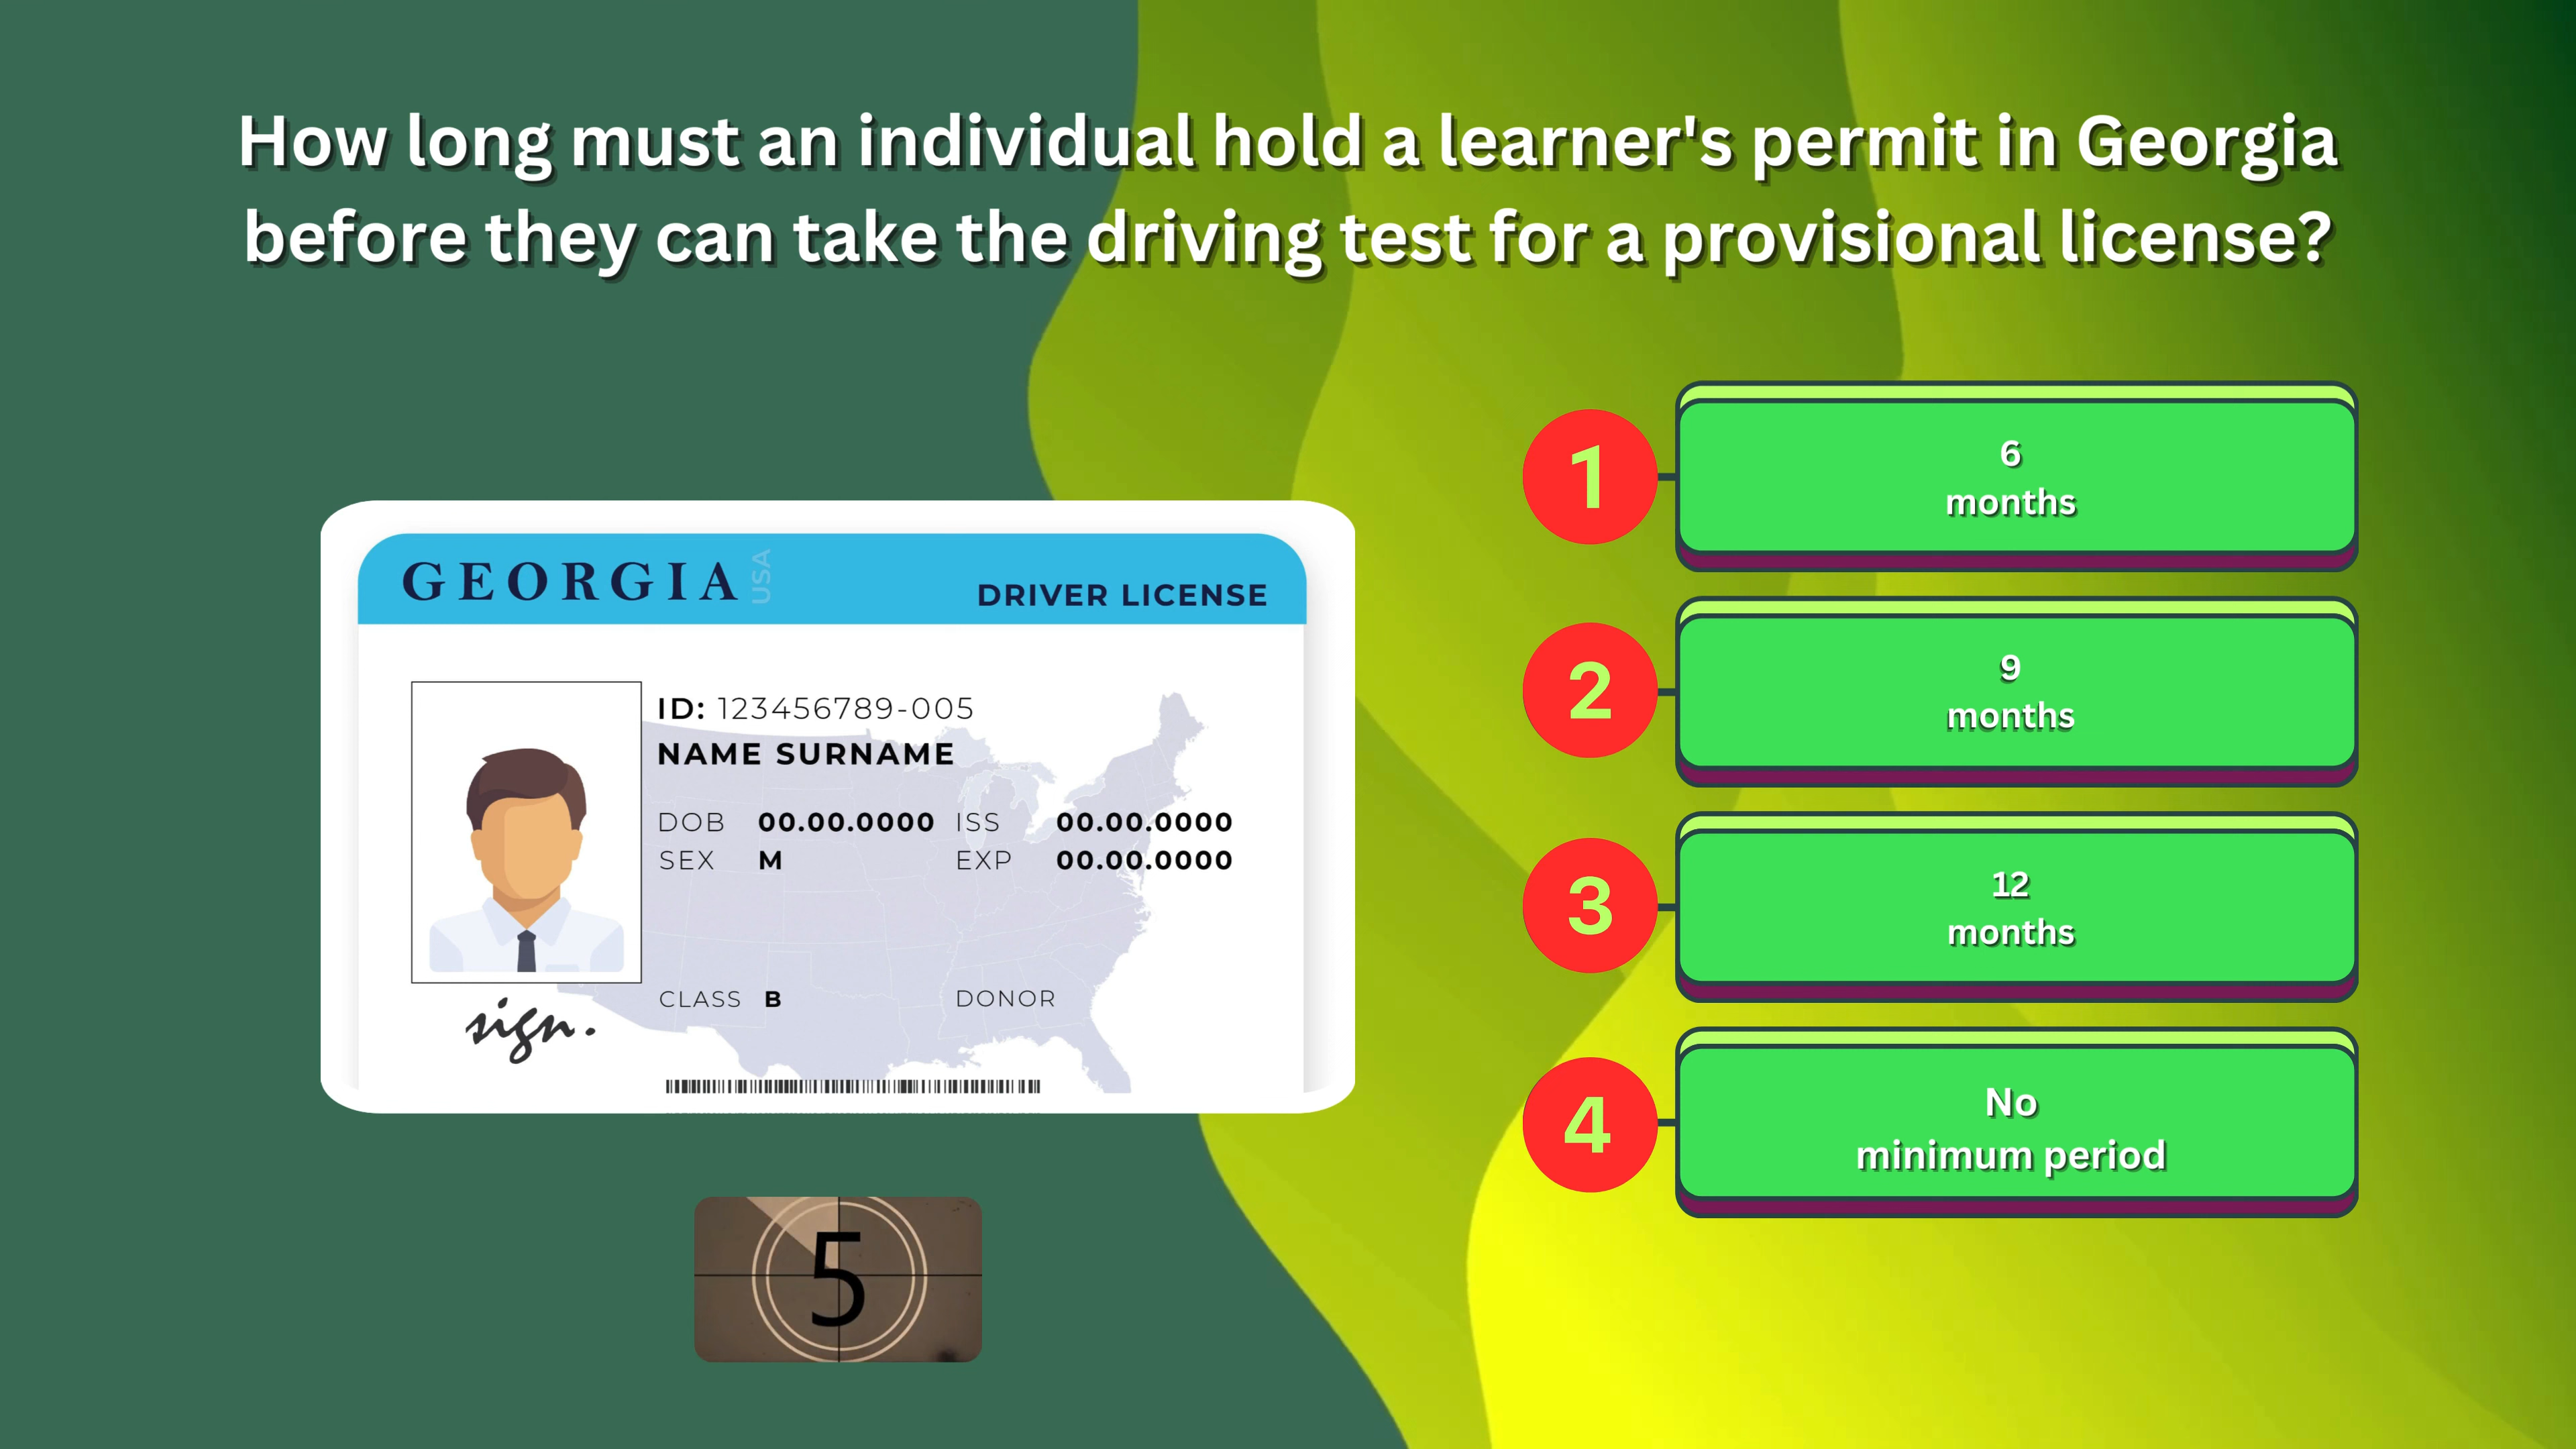 How long must an individual hold a learner's permit in Georgia
before they can take the driving test for a provisional license?
GEORGIA USA
DRIVER LICENSE
ID: 123456789-005
NAME SURNAME
DOB 00.00.0000 ISS 00.00.0000
SEX M EXP 00.00.0000
CLASS B DONOR
sign.
5
1
6
months
2
9
months
3
12
months
4
No
minimum period